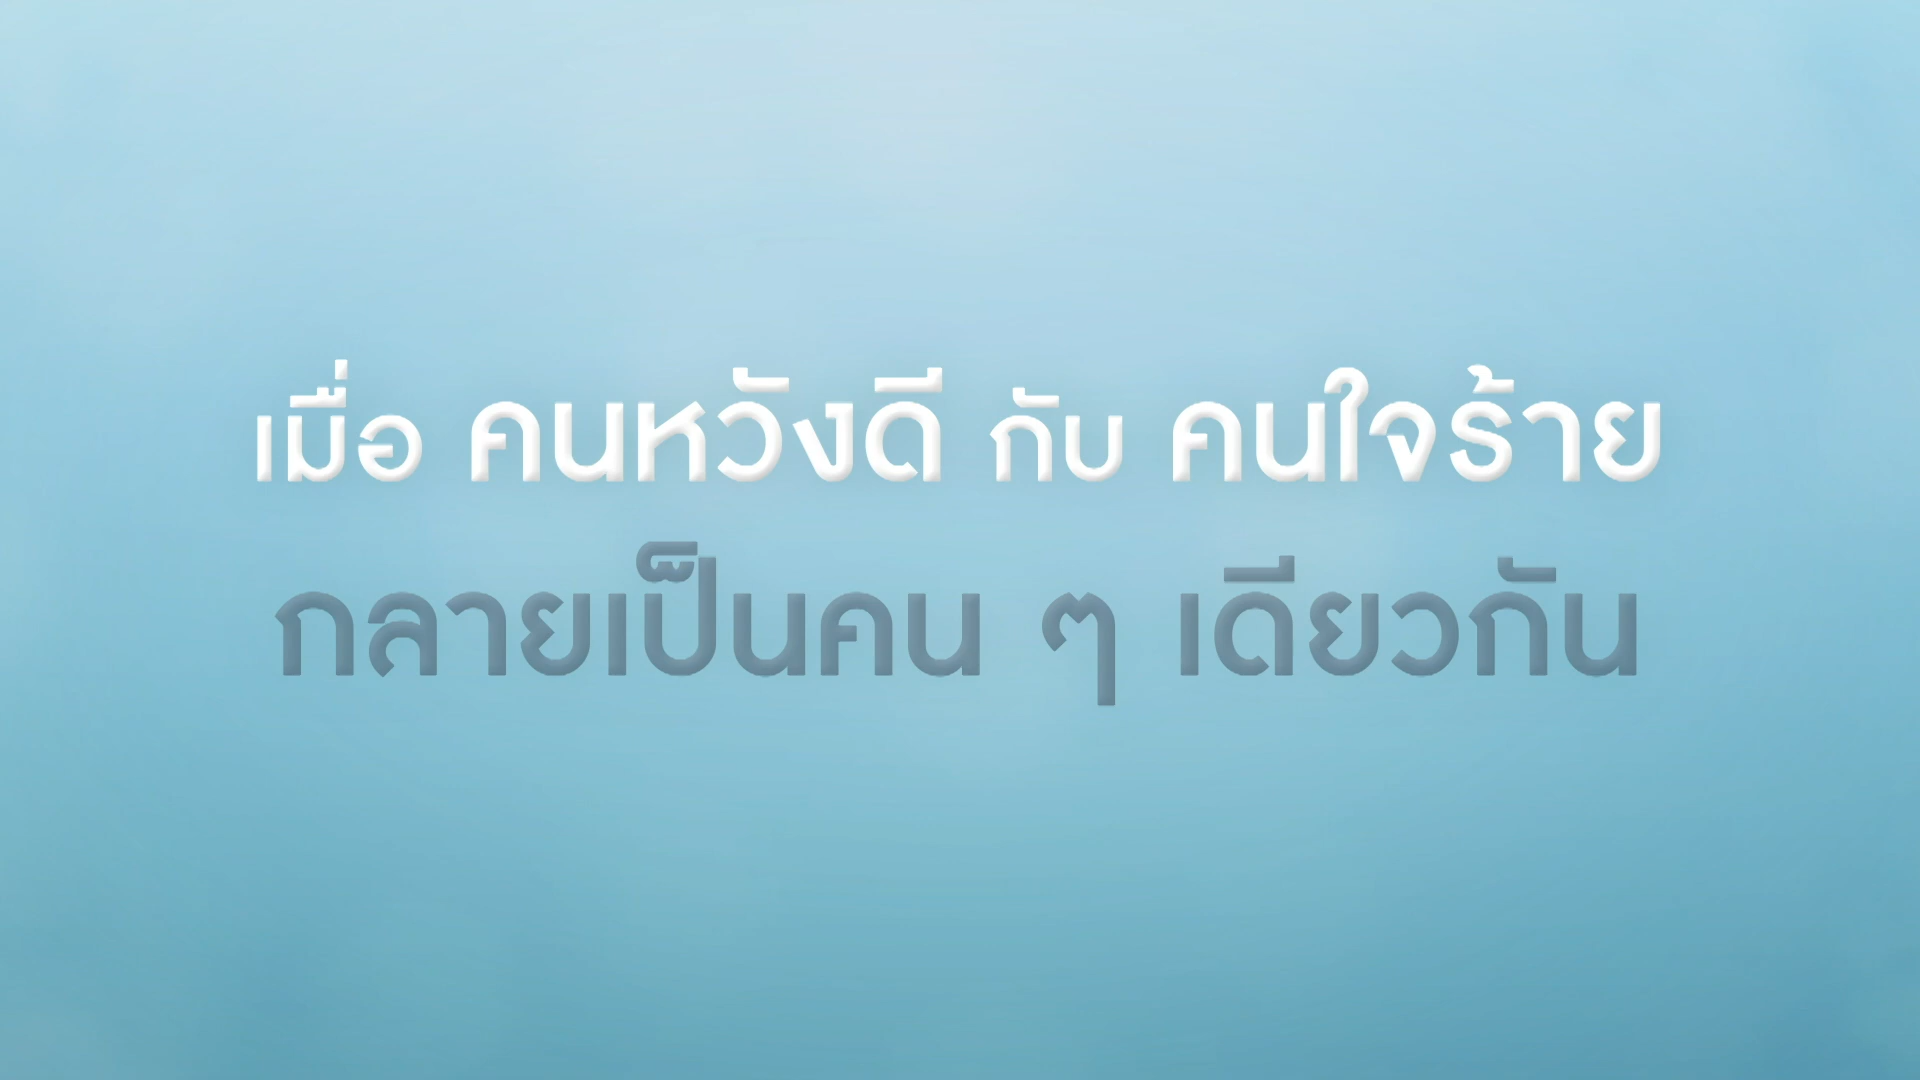 เมื่อ คนหวังดี กับ คนใจร้าย
กลายเป็นคน ๆ เดียวกัน